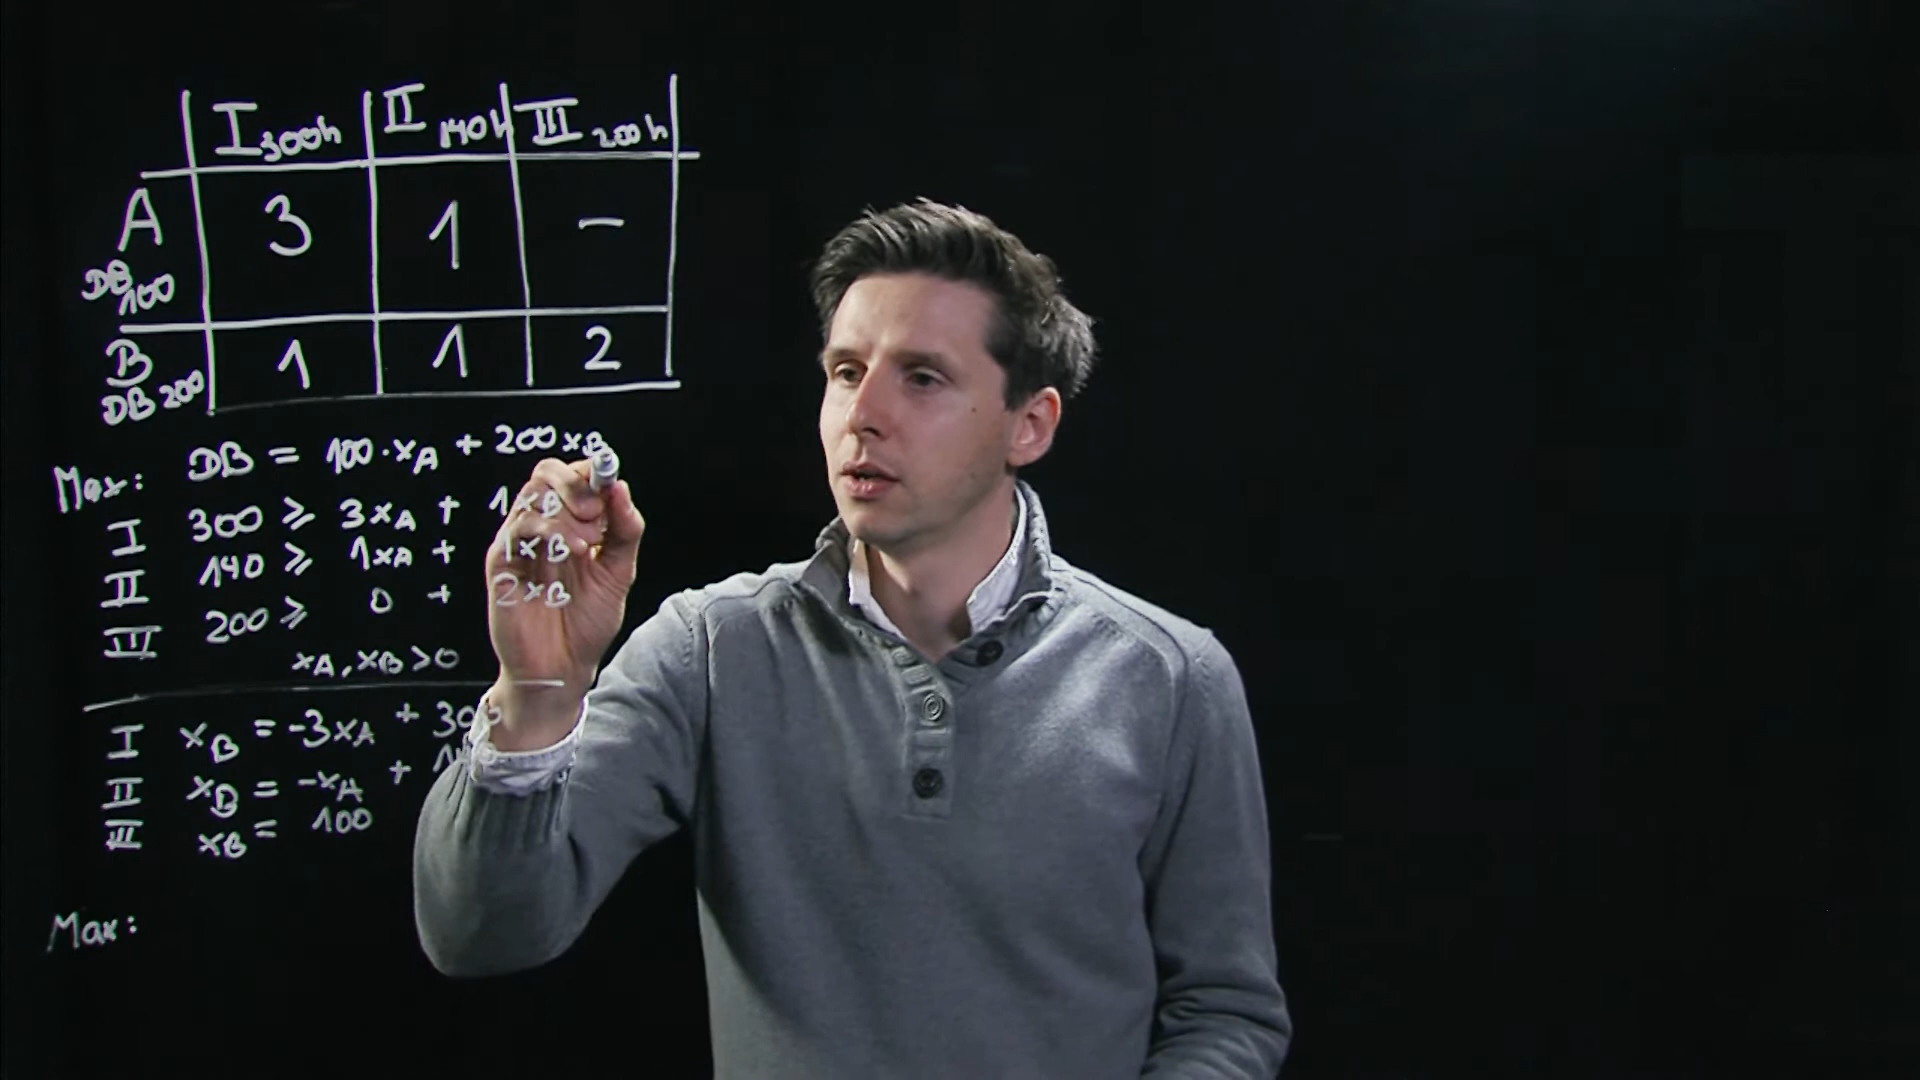 I 300h II 140h III 200h
A 3 1 -
DB 100
B 1 1 2
DB 200
Max: DB = 100·xA + 200xB
I 300 ≥ 3xA + 1xB
II 140 ≥ 1xA + 1xB
III 200 ≥ 0 + 2xB
xA, xB > 0
I xB = -3xA + 300
II xB = -xA +
III xB = 100
Max: